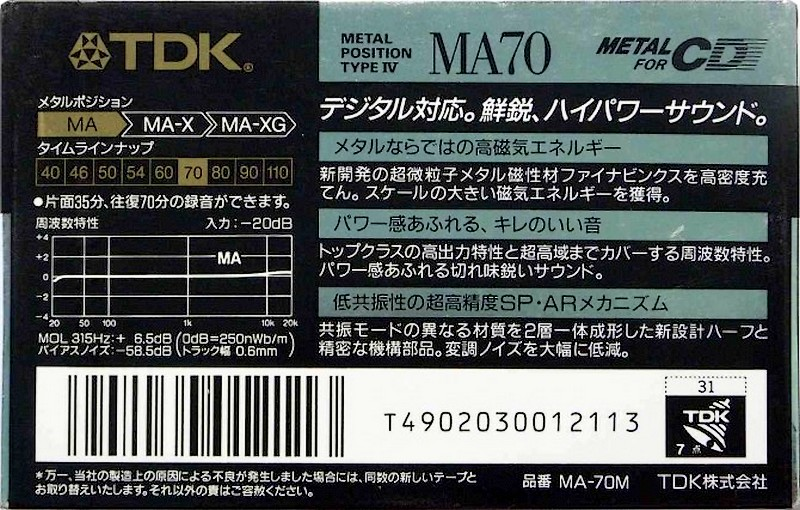 TDK®
METAL
POSITION
TYPE IV
MA70
METAL
FOR
CD
メタルポジション
MA
MA-X
MA-XG
タイムラインナップ
40 46 50 54 60 70 80 90 110
●片面35分、往復70分の録音ができます。
周波数特性 入力：−20dB
+4
+2
0
−2
−4
MA
20 50 100 1k 10k 20k
MOL 315Hz：+ 6.5dB (0dB=250nWb/m)
バイアスノイズ：−58.5dB (トラック幅 0.6mm)
デジタル対応。鮮鋭、ハイパワーサウンド。
メタルならではの高磁気エネルギー
新開発の超微粒子メタル磁性材ファイナビンクスを高密度充
てん。スケールの大きい磁気エネルギーを獲得。
パワー感あふれる、キレのいい音
トップクラスの高出力特性と超高域までカバーする周波数特性。
パワー感あふれる切れ味鋭いサウンド。
低共振性の超高精度SP・ARメカニズム
共振モードの異なる材質を2層一体成形した新設計ハーフと
精密な機構部品。変調ノイズを大幅に低減。
T4902030012113
31
TDK
7点
＊万一、当社の製造上の原因による不良が発生しました場合には、同数の新しいテープと
お取り替えいたします。それ以外の責はご容赦ください。
品番 MA-70M TDK株式会社